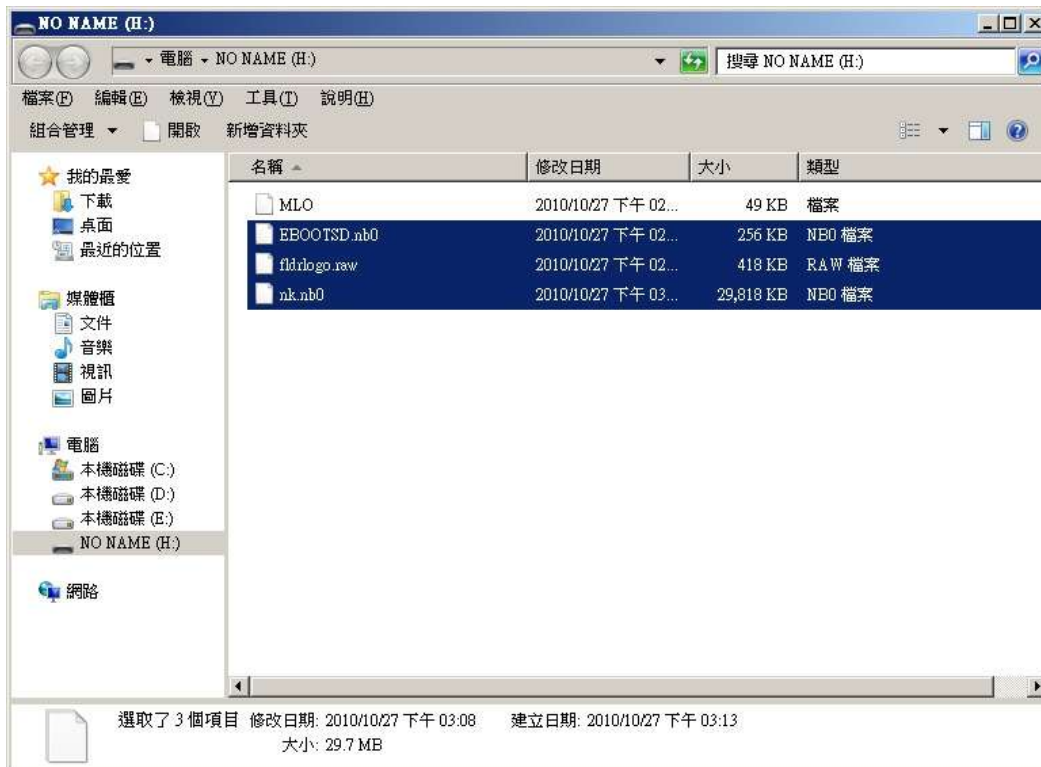 NO NAME (H:)
電腦 NO NAME (H:) 搜尋 NO NAME (H:)
檔案(F) 編輯(E) 檢視(V) 工具(T) 說明(H)
組合管理 開啟 新增資料夾
名稱 修改日期 大小 類型
MLO 2010/10/27 下午 02... 49 KB 檔案
EBOOTSD.nb0 2010/10/27 下午 02... 256 KB NB0 檔案
fldrlogo.raw 2010/10/27 下午 02... 418 KB RAW 檔案
nk.nb0 2010/10/27 下午 03... 29,818 KB NB0 檔案
我的最愛
下載
桌面
最近的位置
媒體櫃
文件
音樂
視訊
圖片
電腦
本機磁碟 (C:)
本機磁碟 (D:)
本機磁碟 (E:)
NO NAME (H:)
網路
選取了 3 個項目 修改日期: 2010/10/27 下午 03:08 建立日期: 2010/10/27 下午 03:13
大小: 29.7 MB